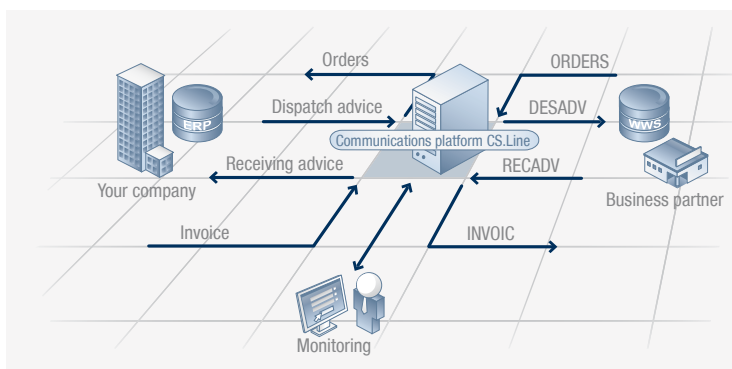 Orders
ORDERS
Dispatch advice
DESADV
ERP
WWS
Communications platform CS.Line
Receiving advice
RECADV
Your company
Business partner
Invoice
INVOIC
Monitoring